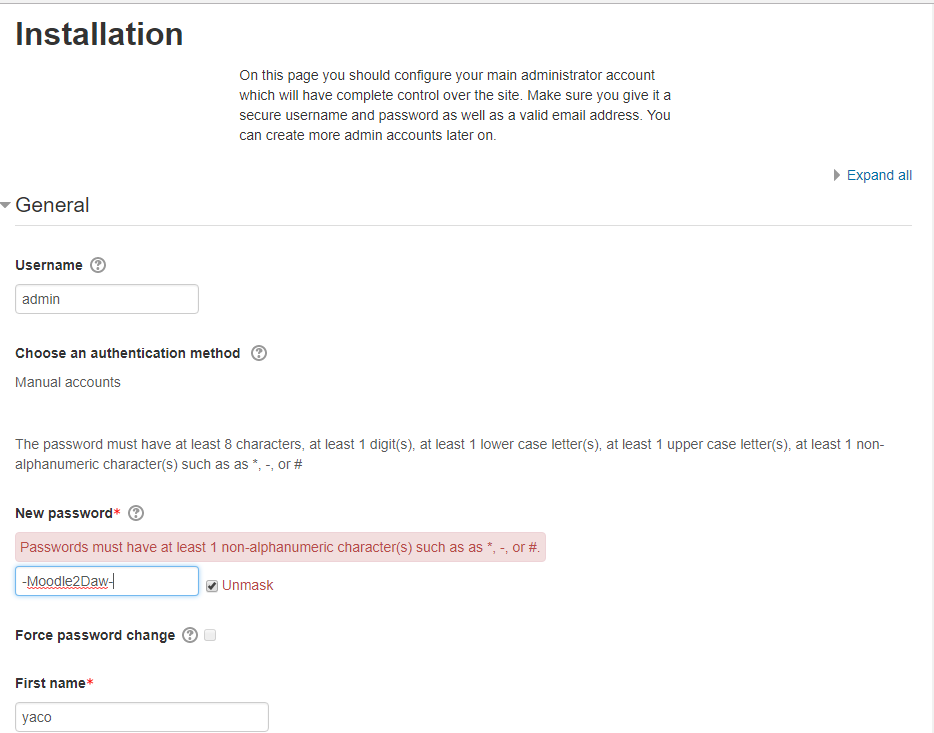 Installation
On this page you should configure your main administrator account
which will have complete control over the site. Make sure you give it a
secure username and password as well as a valid email address. You
can create more admin accounts later on.
Expand all
General
Username
admin
Choose an authentication method
Manual accounts
The password must have at least 8 characters, at least 1 digit(s), at least 1 lower case letter(s), at least 1 upper case letter(s), at least 1 non-
alphanumeric character(s) such as as *, -, or #
New password*
Passwords must have at least 1 non-alphanumeric character(s) such as as *, -, or #.
-Moodle2Daw-
Unmask
Force password change
First name*
yaco